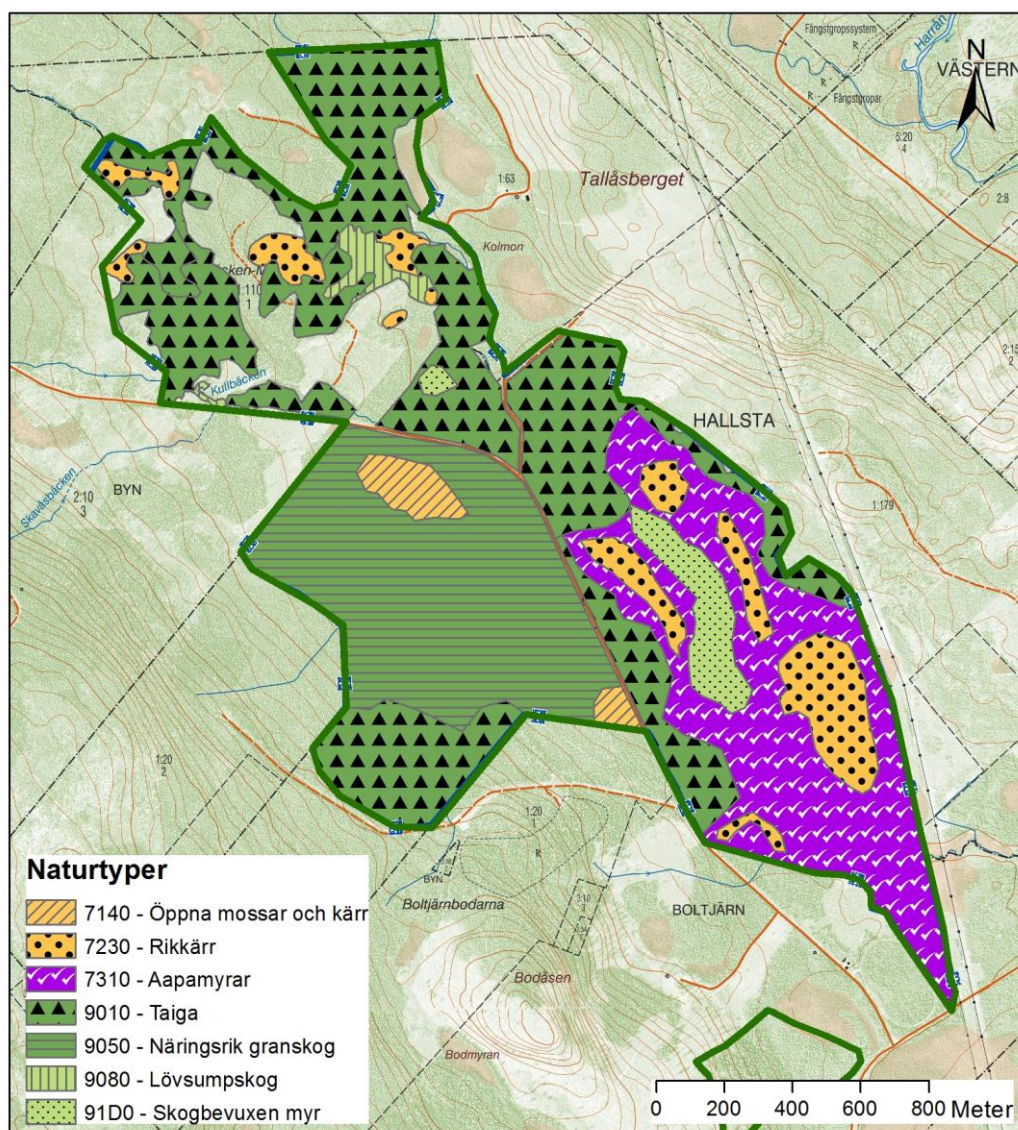 Fångstgropssystem
R
Harrån
N
VÄSTERN
R
R
Fångstgropar
5:20
4
1:63
Tallåsberget
2:8
Kolmon
1:110
1
2:15
2
Kullbäcken
HALLSTA
Skavåsbäcken
2:10
3
BYN
1:179
1:20
2
1:20
R
BYN
Boltjärnbodarna
3:10
3
BOLTJÄRN
Bodåsen
Bodmyran
Naturtyper
7140 - Öppna mossar och kärr
7230 - Rikkärr
7310 - Aapamyrar
9010 - Taiga
9050 - Näringsrik granskog
9080 - Lövsumpskog
91D0 - Skogbevuxen myr
0 200 400 600 800 Meter